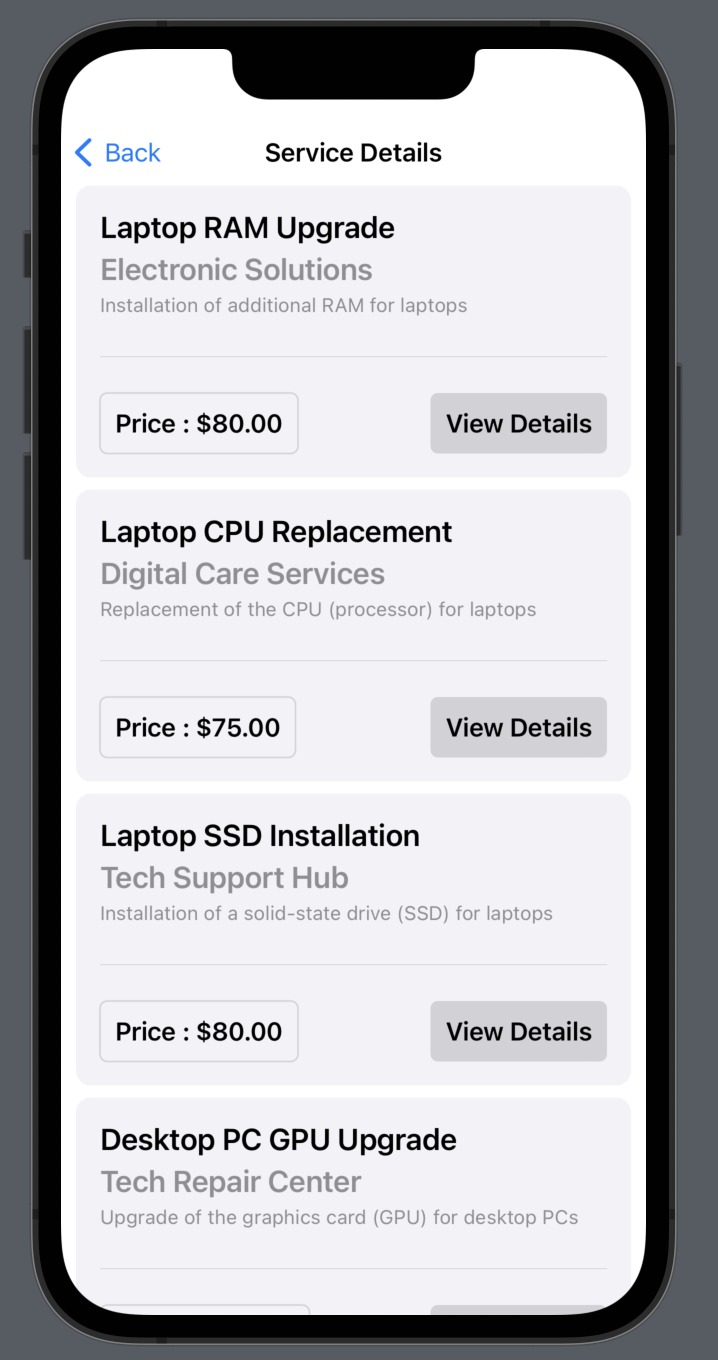 Back
Service Details
Laptop RAM Upgrade
Electronic Solutions
Installation of additional RAM for laptops
Price : $80.00
View Details
Laptop CPU Replacement
Digital Care Services
Replacement of the CPU (processor) for laptops
Price : $75.00
View Details
Laptop SSD Installation
Tech Support Hub
Installation of a solid-state drive (SSD) for laptops
Price : $80.00
View Details
Desktop PC GPU Upgrade
Tech Repair Center
Upgrade of the graphics card (GPU) for desktop PCs